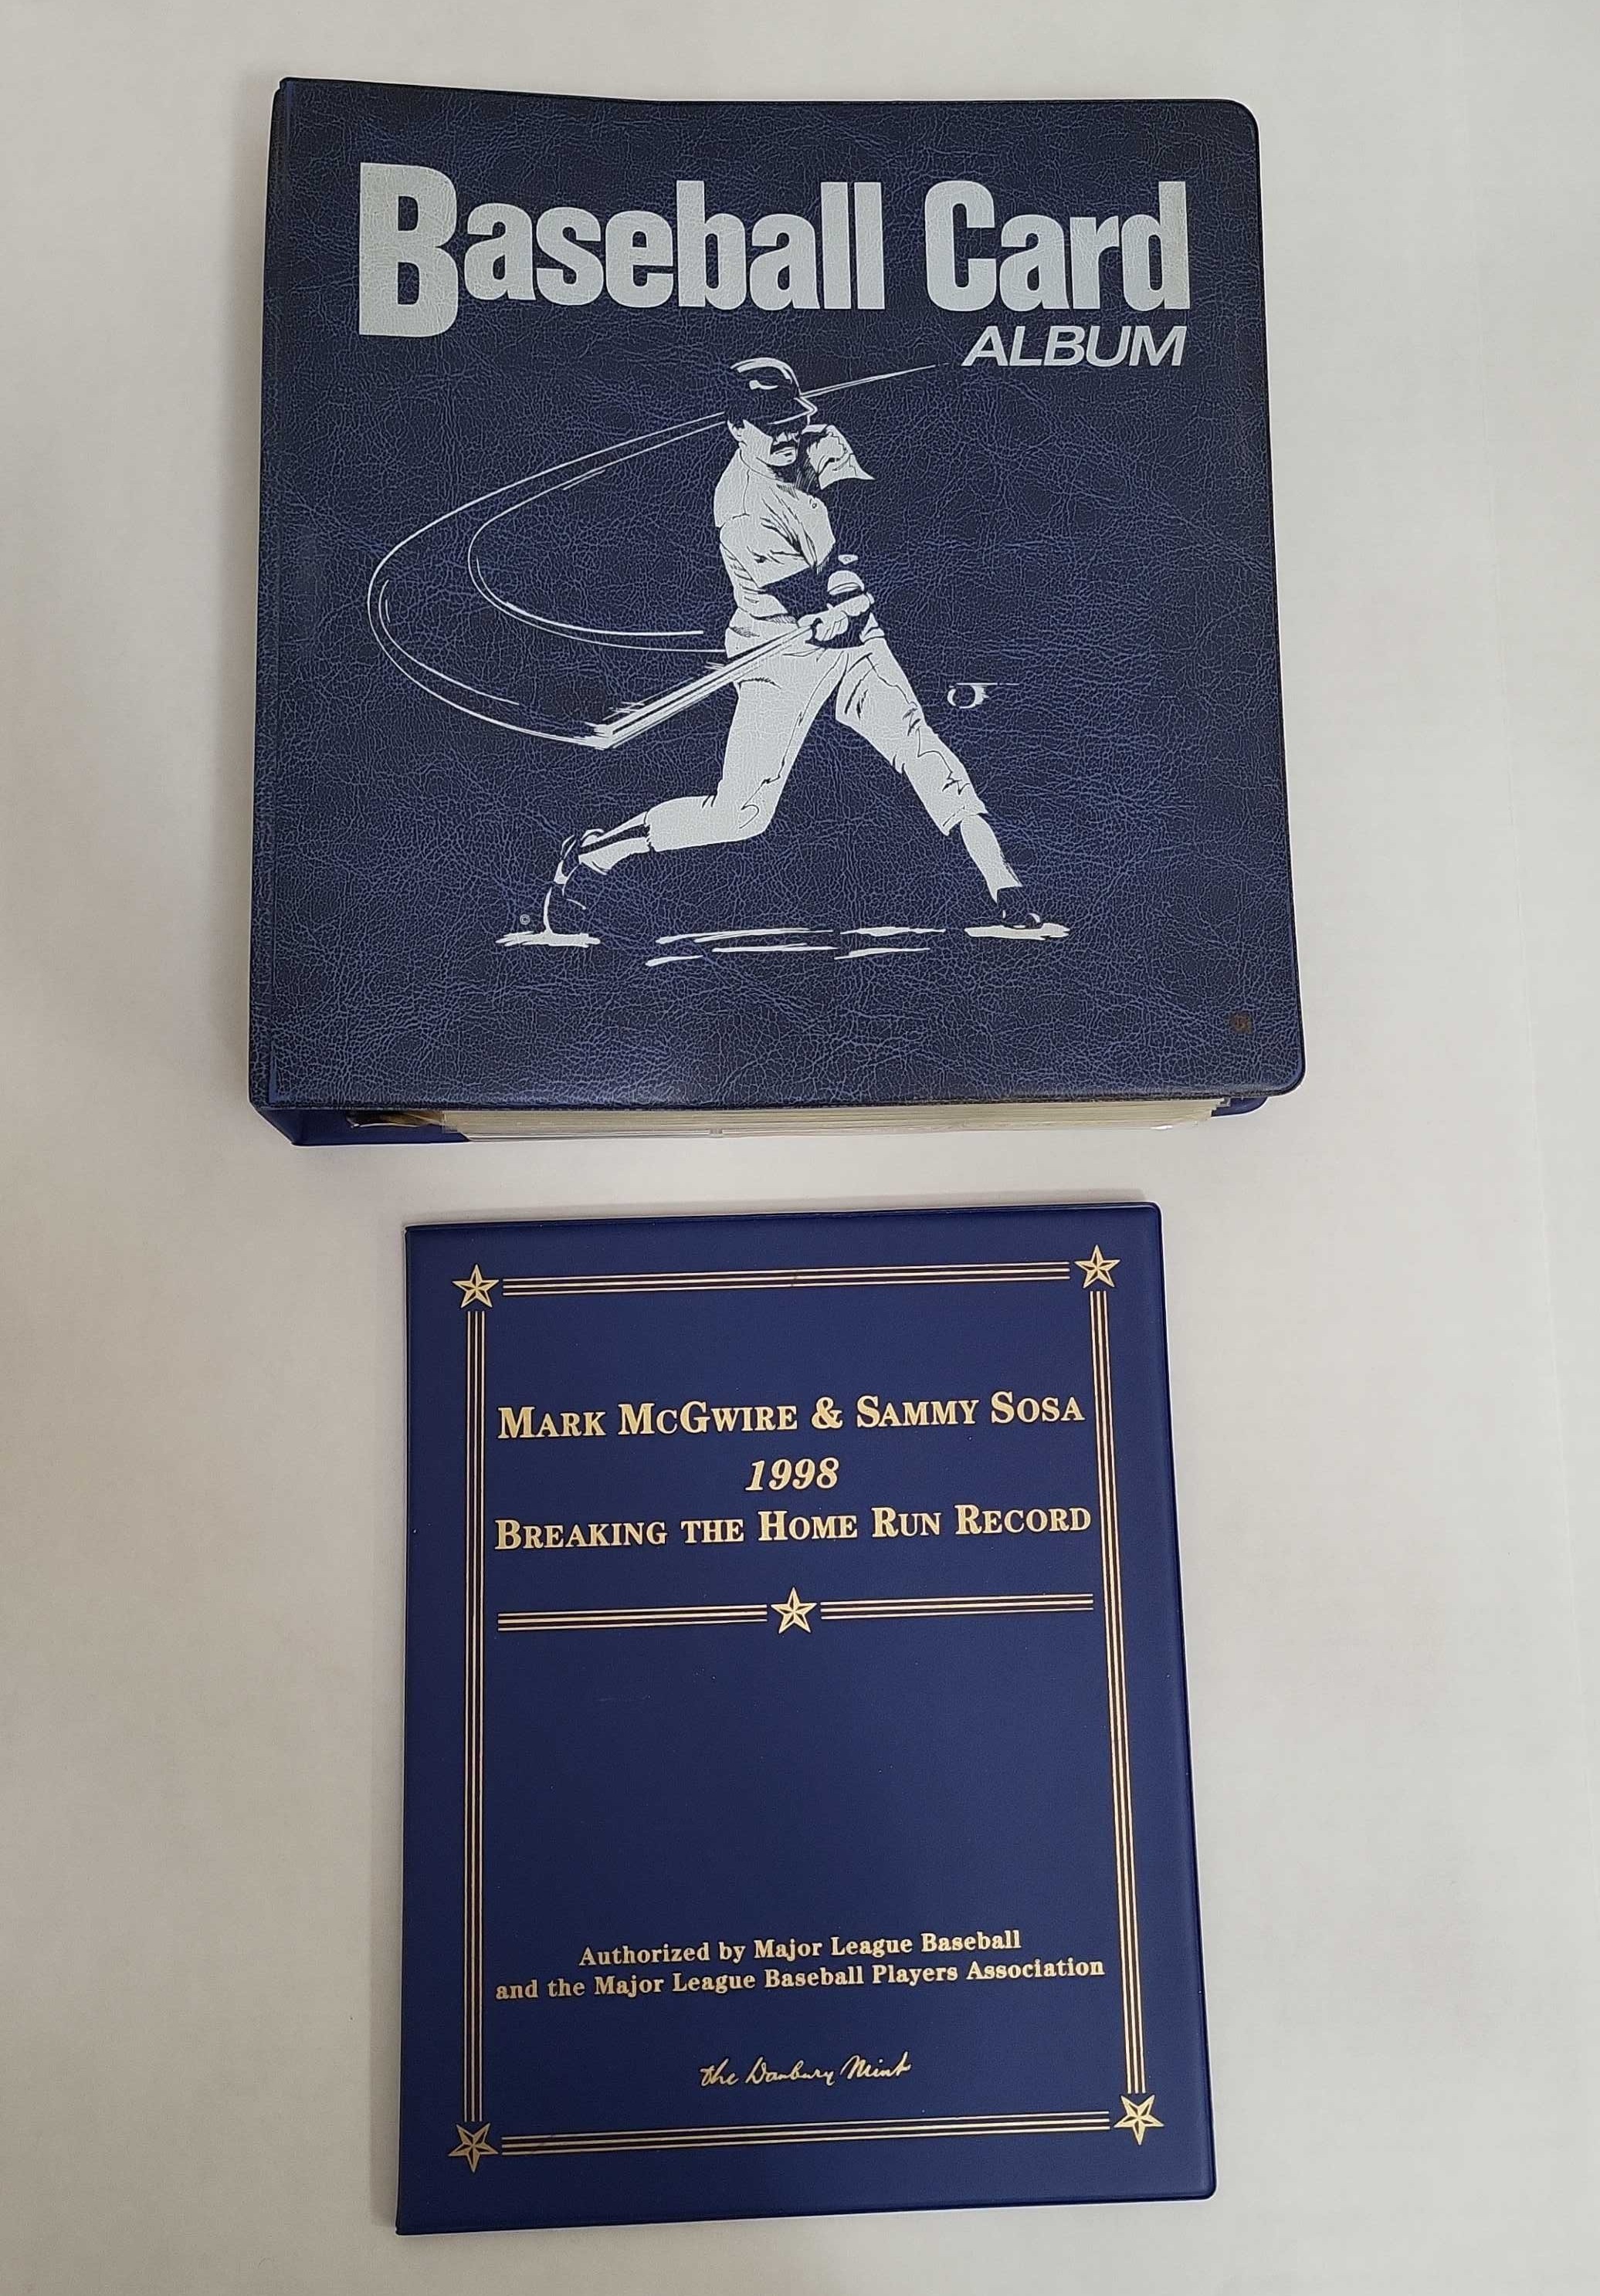 Baseball Card
ALBUM
©
MARK MCGWIRE & SAMMY SOSA
1998
BREAKING THE HOME RUN RECORD
Authorized by Major League Baseball
and the Major League Baseball Players Association
the Danbury Mint